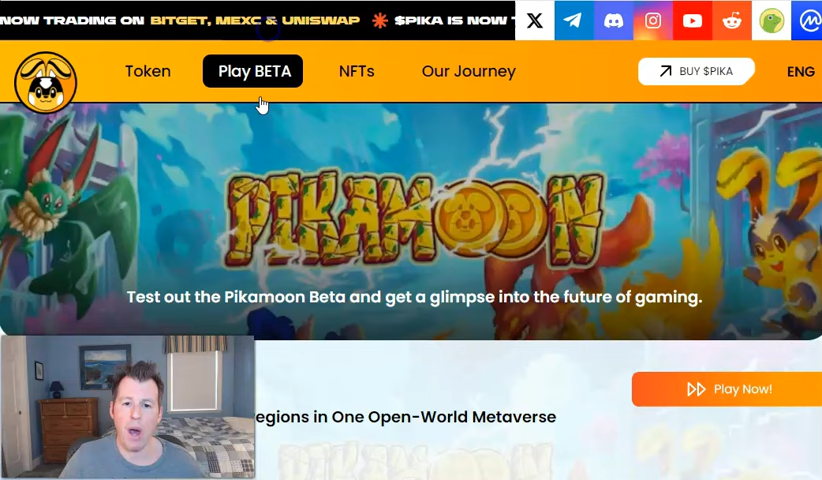 NOW TRADING ON BITGET, MEXC & UNISWAP $PIKA IS NOW
Token Play BETA NFTs Our Journey BUY $PIKA ENG
PIKAMOON
Test out the Pikamoon Beta and get a glimpse into the future of gaming.
Play Now!
egions in One Open-World Metaverse
PIKAMOON